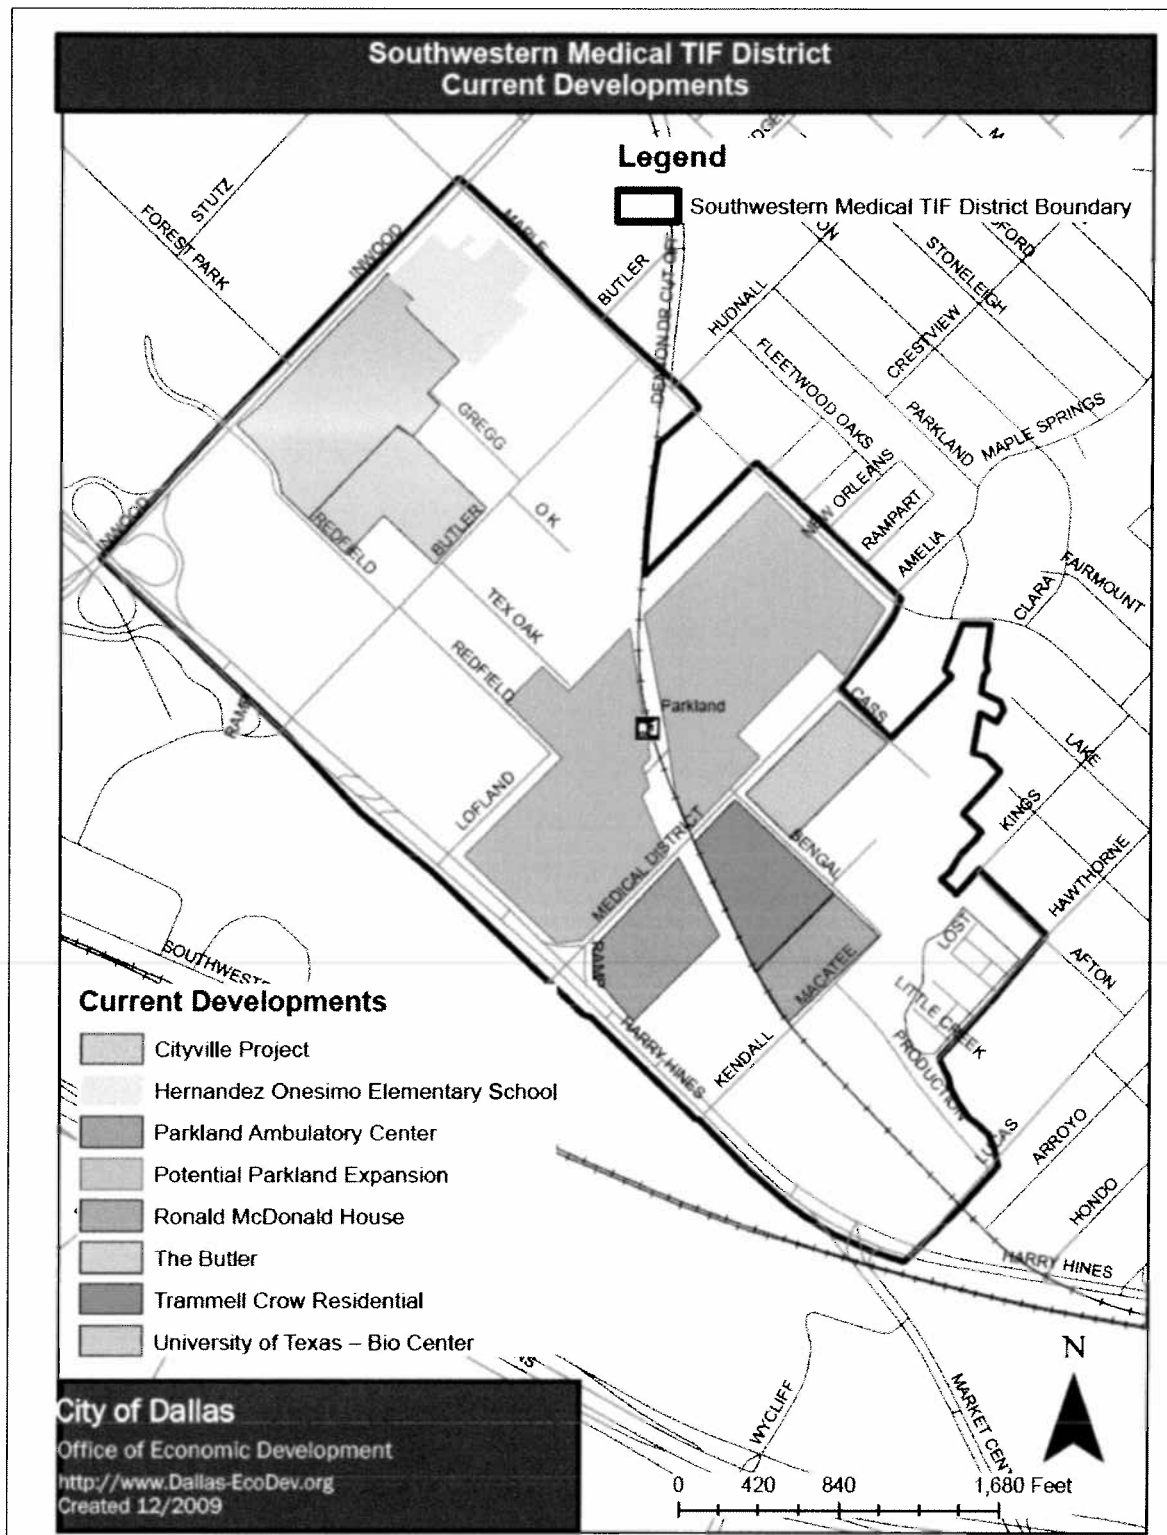 Southwestern Medical TIF District
Current Developments
Legend
Southwestern Medical TIF District Boundary
STUTZ
FOREST PARK
INWOOD
MAPLE
BUTLER
DENTON DR CUT-OFF
HUDNALL
STONELEIGH
CRESTVIEW
FLEETWOOD OAKS
PARKLAND
MAPLE SPRINGS
GREGG
NEW ORLEANS
RAMPART
AMELIA
OK
INWOOD
REDFIELD
BUTLER
CLARA
FAIRMOUNT
TEX OAK
REDFIELD
RAMP
Parkland
CASS
LAKE
KINGS
LOFLAND
MEDICAL DISTRICT
BENGAL
HAWTHORNE
LOST
AFTON
SOUTHWEST
RAMP
MACATEE
LITTLE CREEK
HARRY HINES
KENDALL
PRODUCTION
LUCAS
ARROYO
HONDO
HARRY HINES
Current Developments
Cityville Project
Hernandez Onesimo Elementary School
Parkland Ambulatory Center
Potential Parkland Expansion
Ronald McDonald House
The Butler
Trammell Crow Residential
University of Texas – Bio Center
WYCLIFF
MARKET CENT
N
City of Dallas
Office of Economic Development
http://www.Dallas-EcoDev.org
Created 12/2009
0 420 840 1,680 Feet